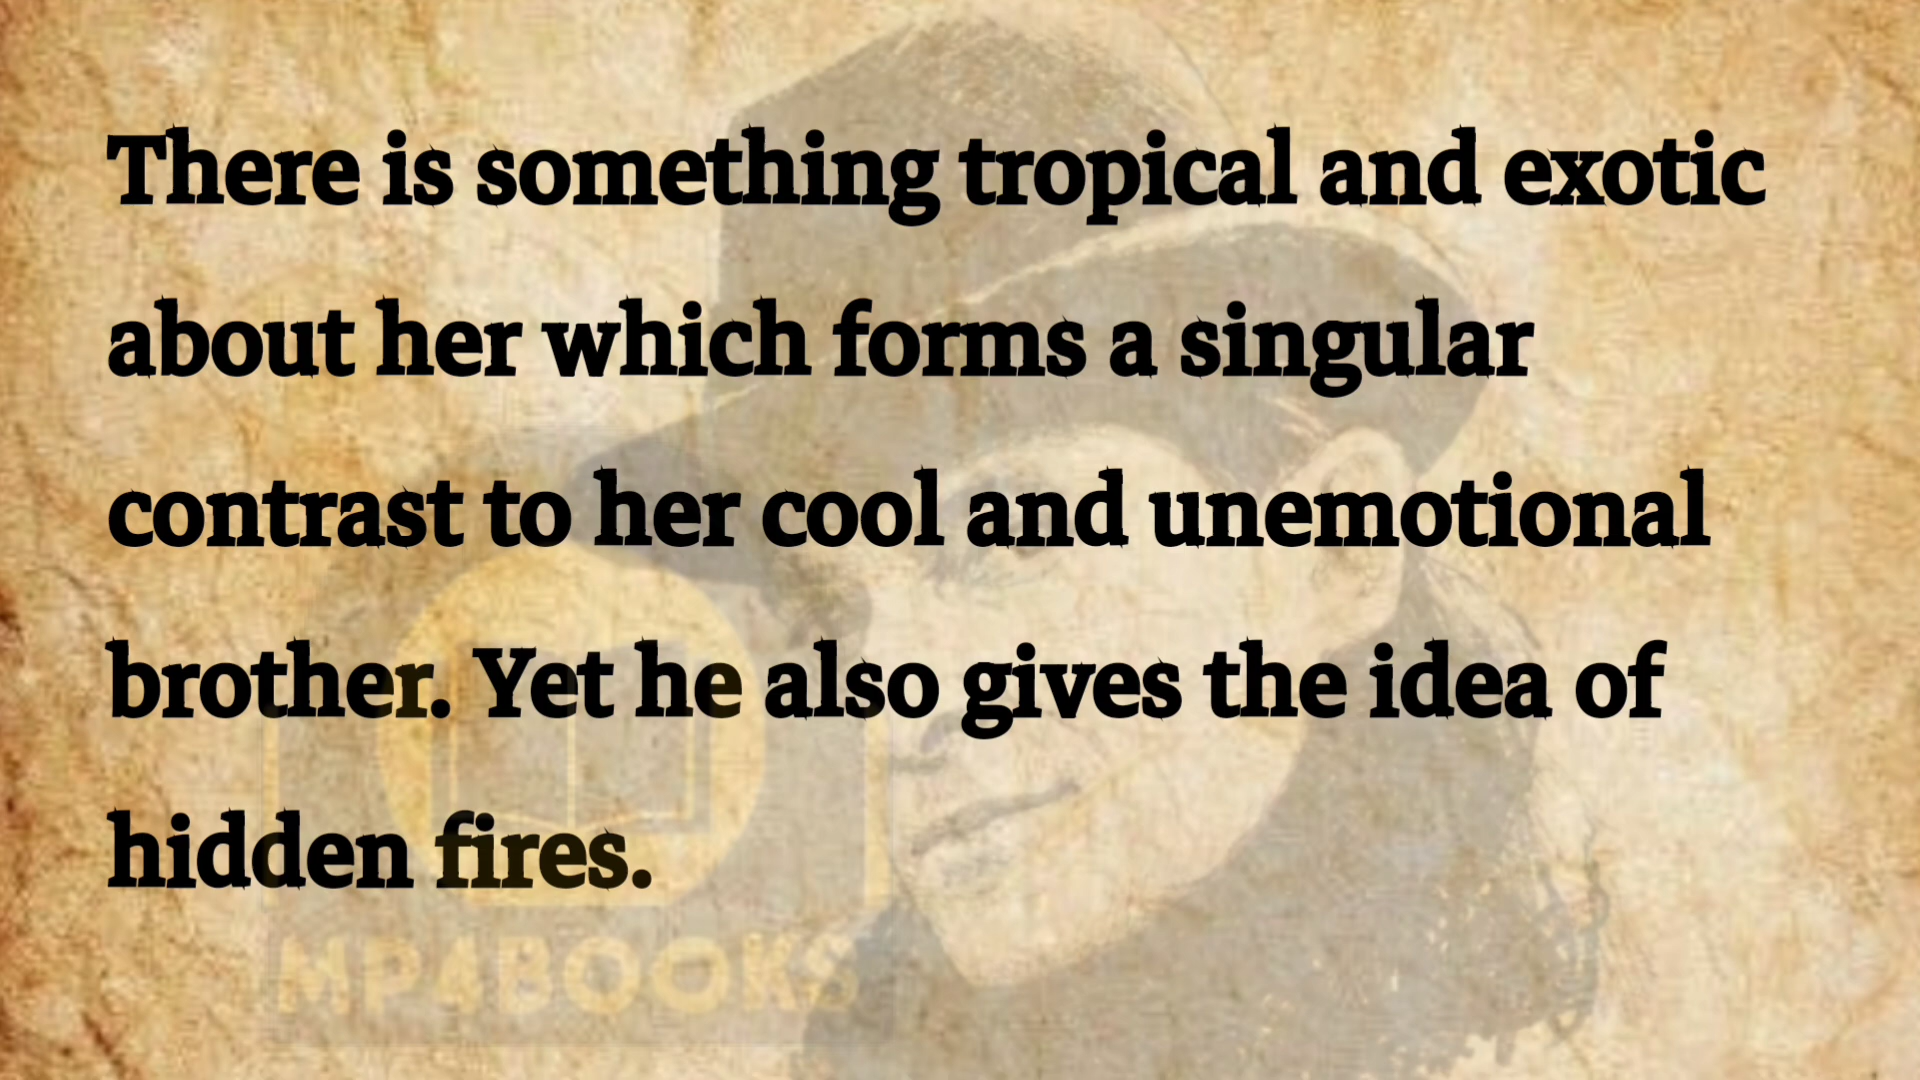 There is something tropical and exotic
about her which forms a singular
contrast to her cool and unemotional
brother. Yet he also gives the idea of
hidden fires.
MP4BOOKS